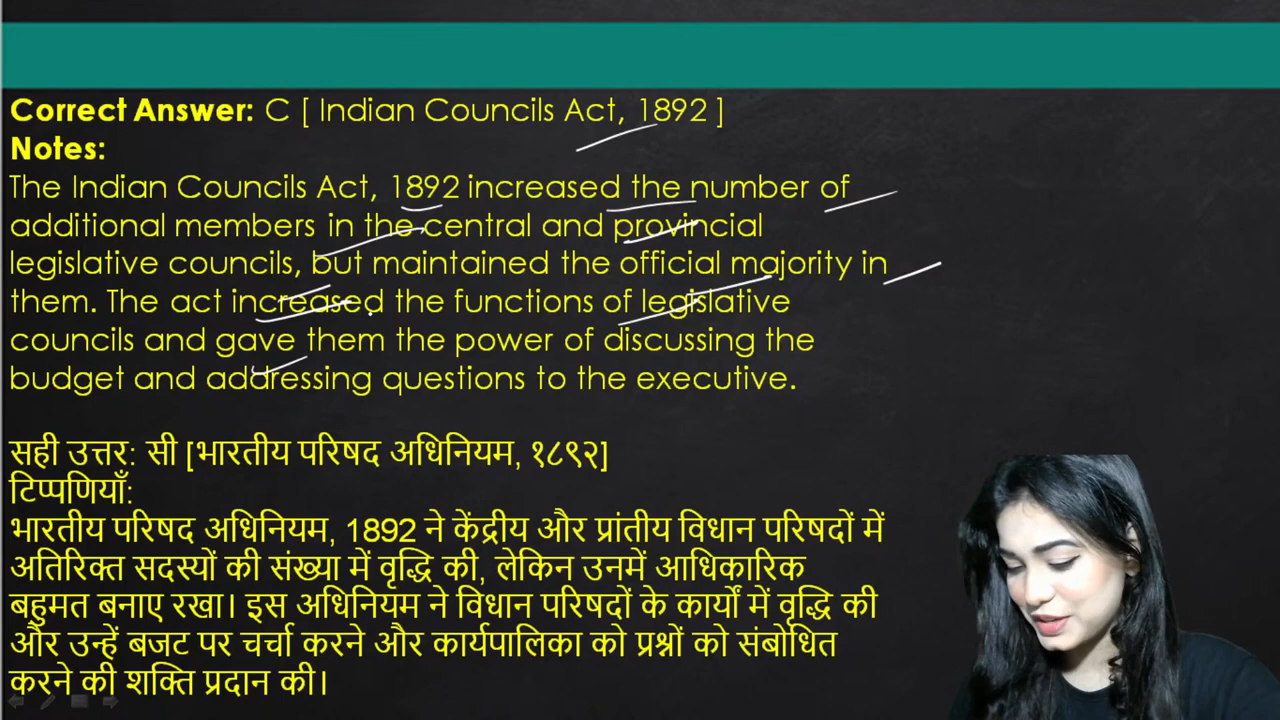 Correct Answer: C [ Indian Councils Act, 1892 ]
Notes:
The Indian Councils Act, 1892 increased the number of
additional members in the central and provincial
legislative councils, but maintained the official majority in
them. The act increased the functions of legislative
councils and gave them the power of discussing the
budget and addressing questions to the executive.
सही उत्तर: सी [भारतीय परिषद अधिनियम, १८९२]
टिप्पणियाँ:
भारतीय परिषद अधिनियम, 1892 ने केंद्रीय और प्रांतीय विधान परिषदों में
अतिरिक्त सदस्यों की संख्या में वृद्धि की, लेकिन उनमें आधिकारिक
बहुमत बनाए रखा। इस अधिनियम ने विधान परिषदों के कार्यों में वृद्धि की
और उन्हें बजट पर चर्चा करने और कार्यपालिका को प्रश्नों को संबोधित
करने की शक्ति प्रदान की।